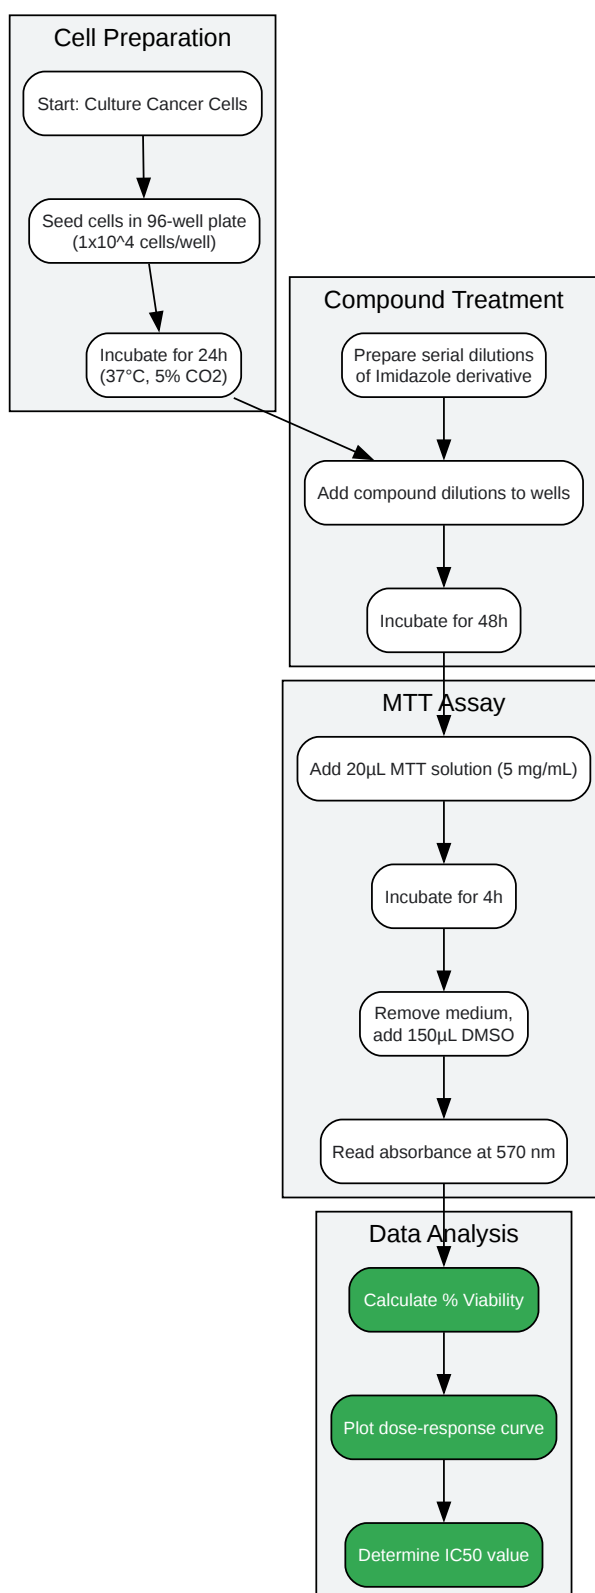 Cell Preparation
Start: Culture Cancer Cells
Seed cells in 96-well plate
(1x10^4 cells/well)
Incubate for 24h
(37°C, 5% CO2)
Compound Treatment
Prepare serial dilutions
of Imidazole derivative
Add compound dilutions to wells
Incubate for 48h
MTT Assay
Add 20µL MTT solution (5 mg/mL)
Incubate for 4h
Remove medium,
add 150µL DMSO
Read absorbance at 570 nm
Data Analysis
Calculate % Viability
Plot dose-response curve
Determine IC50 value